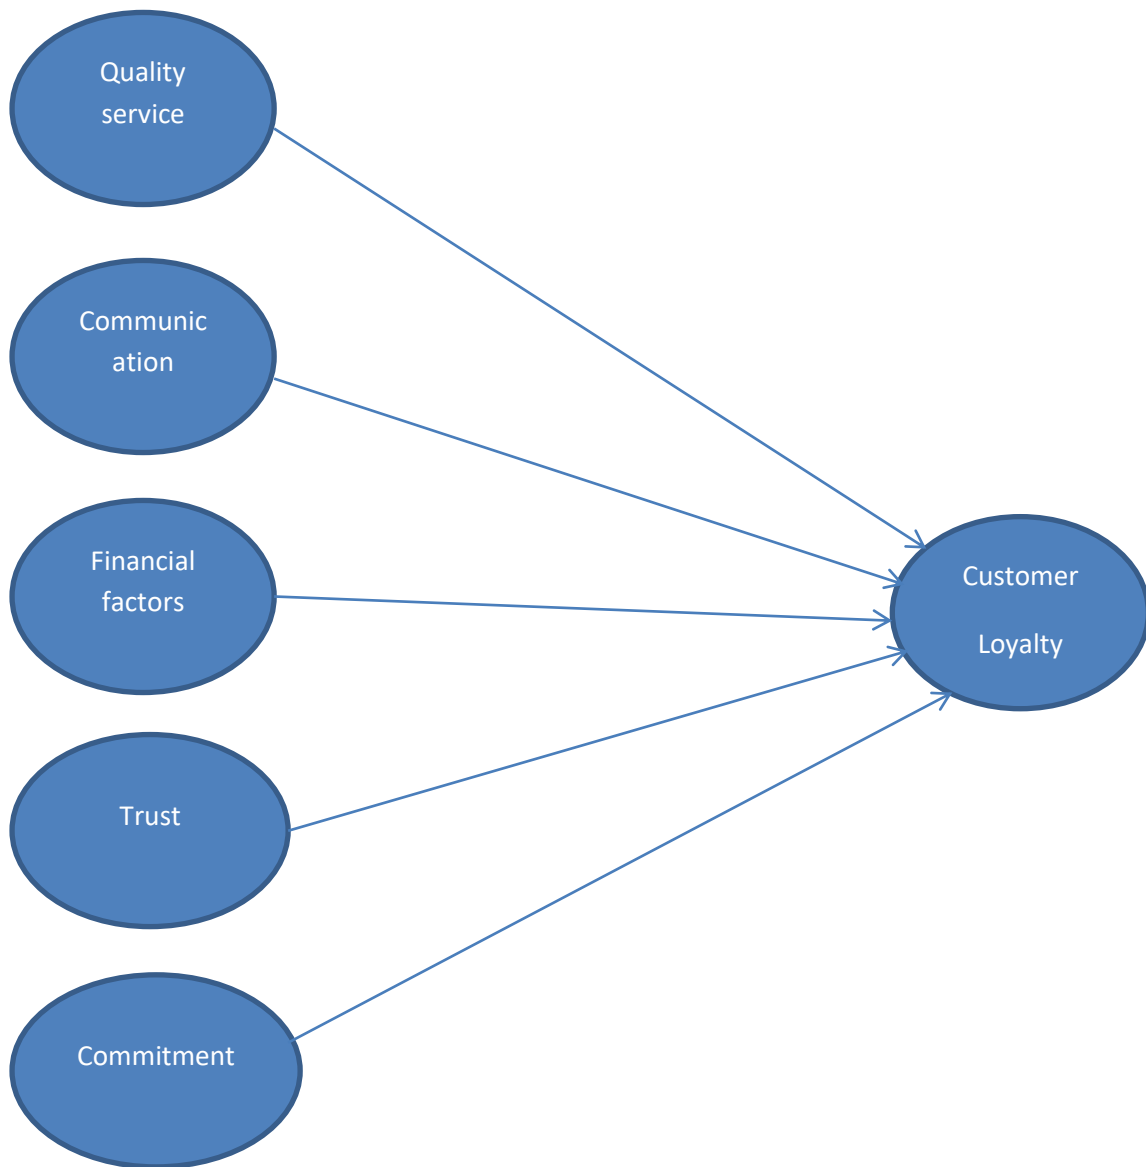 Quality
service
Communic
ation
Financial
factors
Customer
Loyalty
Trust
Commitment